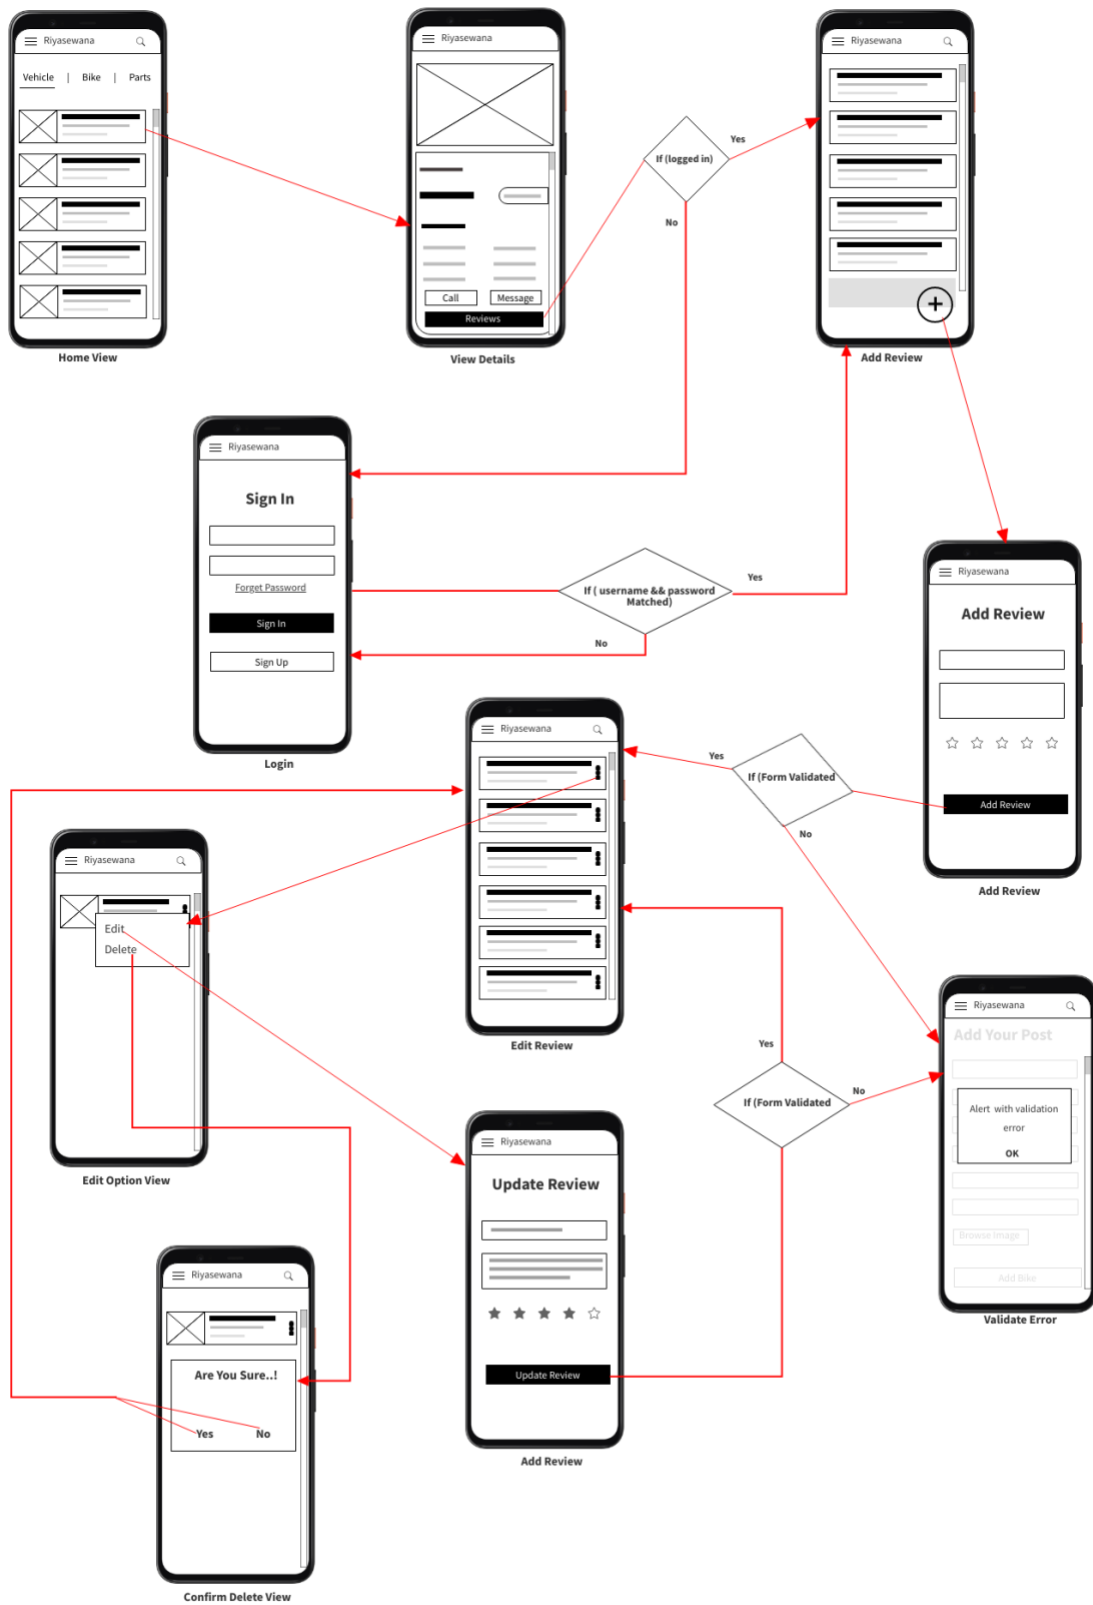 Riyasewana
Vehicle | Bike | Parts
Home View
Riyasewana
Call
Message
Reviews
View Details
If (logged in)
Yes
No
Riyasewana
+
Add Review
Riyasewana
Sign In
Forget Password
Sign In
Sign Up
Login
If ( username && password
Matched)
Yes
No
Riyasewana
Add Review
Add Review
Add Review
Riyasewana
Edit Review
Yes
If (Form Validated
No
Riyasewana
Edit
Delete
Edit Option View
Yes
If (Form Validated
No
Riyasewana
Add Your Post
Alert with validation
error
OK
Browse Image
Add Bike
Validate Error
Riyasewana
Update Review
Update Review
Add Review
Riyasewana
Are You Sure..!
Yes
No
Confirm Delete View